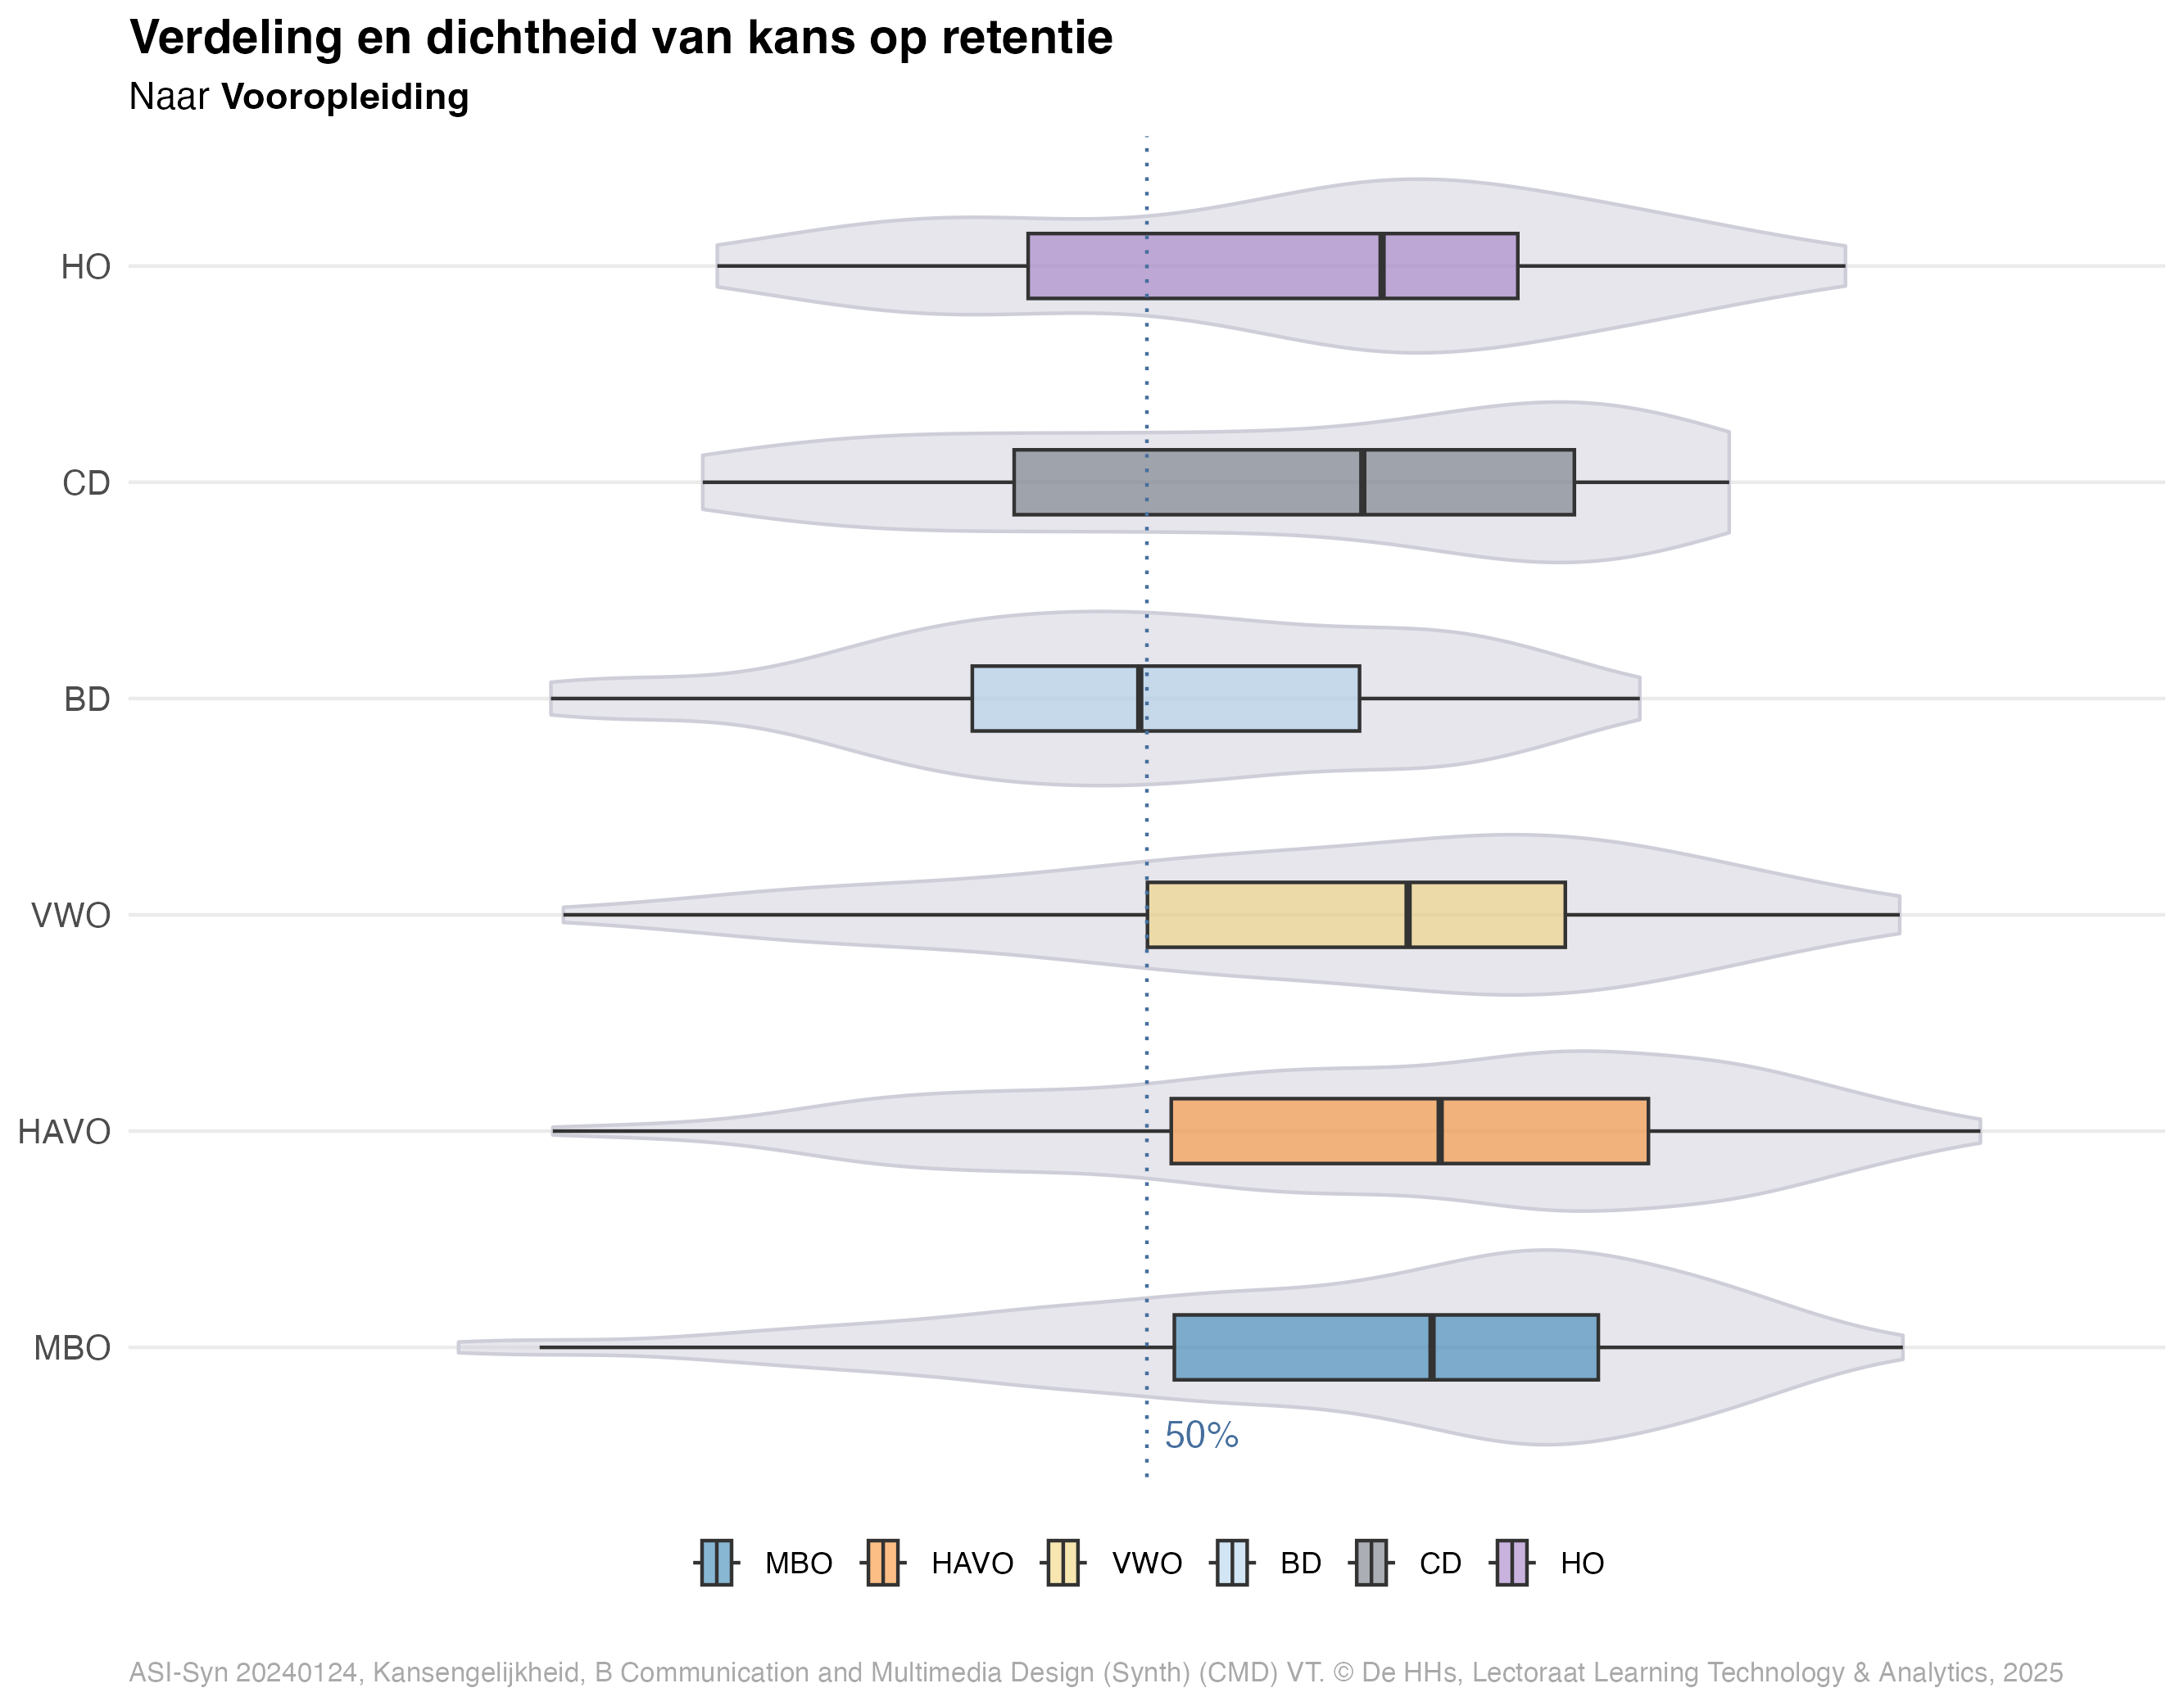 Verdeling en dichtheid van kans op retentie
Naar Vooropleiding
HO
CD
BD
VWO
HAVO
MBO
50%
MBO HAVO VWO BD CD HO
ASI-Syn 20240124, Kansengelijkheid, B Communication and Multimedia Design (Synth) (CMD) VT. © De HHs, Lectoraat Learning Technology & Analytics, 2025